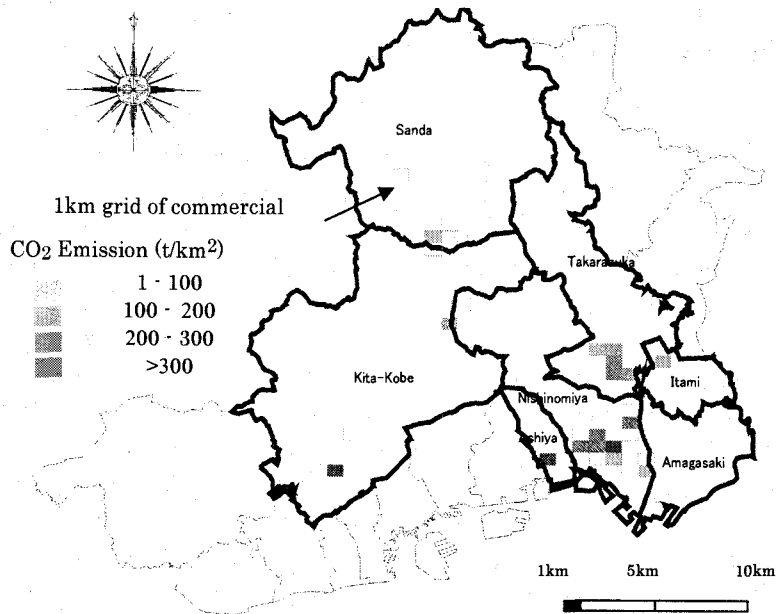 Sanda
1km grid of commercial
CO2 Emission (t/km2)
1 - 100
100 - 200
200 - 300
>300
Takarazuka
Kita-Kobe
Itami
Nishinomiya
Ashiya
Amagasaki
1km 5km 10km